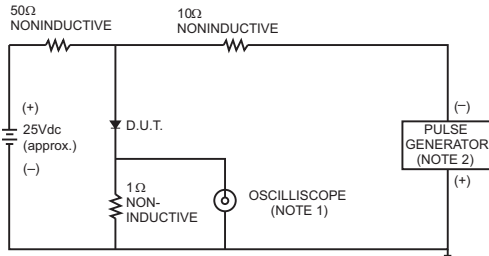 50Ω
NONINDUCTIVE
10Ω
NONINDUCTIVE
(+)
25Vdc
(approx.)
(–)
D.U.T.
1Ω
NON-
INDUCTIVE
OSCILLISCOPE
(NOTE 1)
(–)
PULSE
GENERATOR
(NOTE 2)
(+)